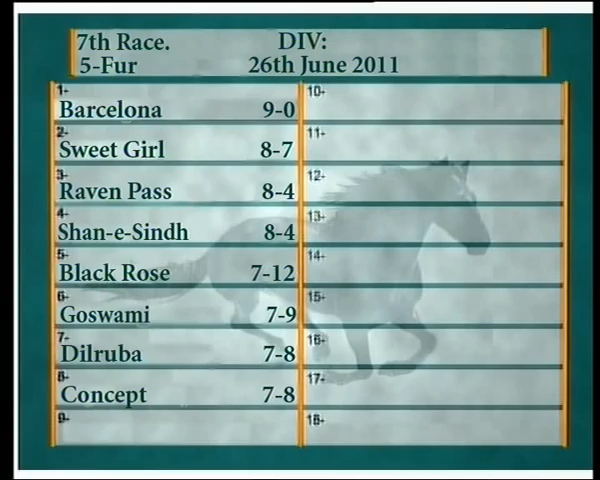 7th Race. DIV:
5-Fur 26th June 2011
1-
Barcelona 9-0
2-
Sweet Girl 8-7
3-
Raven Pass 8-4
4-
Shan-e-Sindh 8-4
5-
Black Rose 7-12
6-
Goswami 7-9
7-
Dilruba 7-8
8-
Concept 7-8
9-
10-
11-
12-
13-
14-
15-
16-
17-
18-